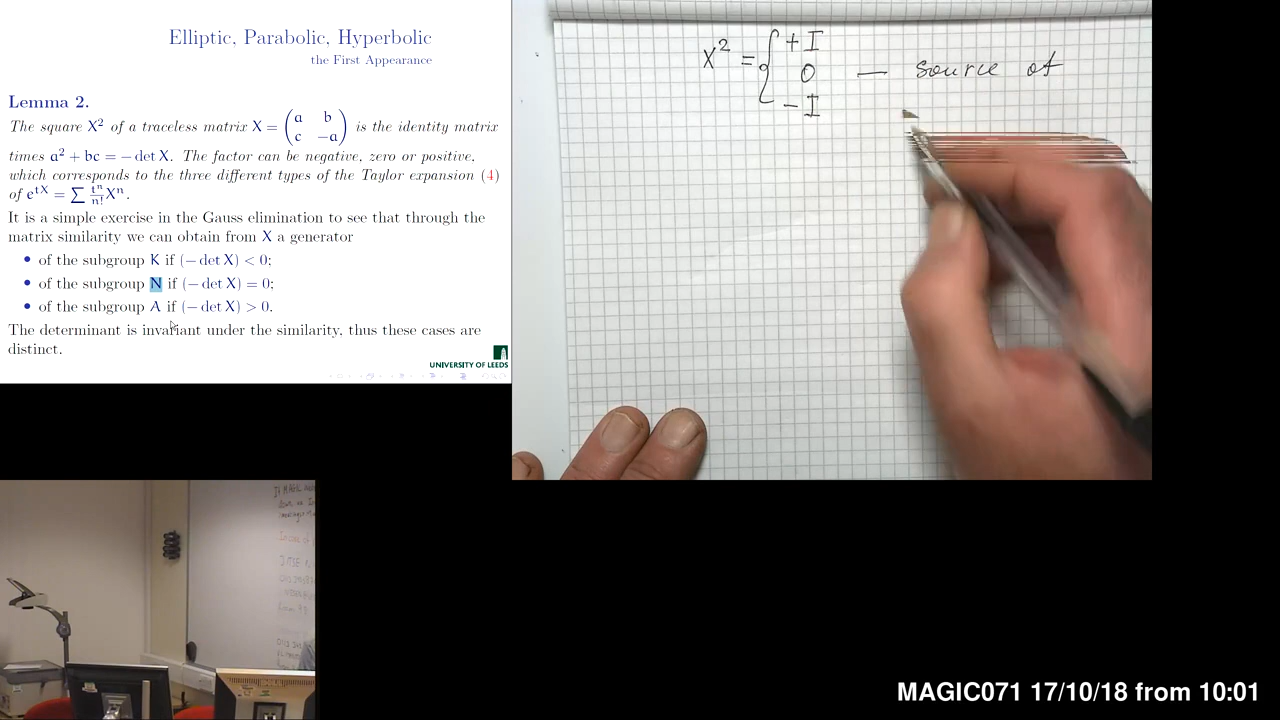 Elliptic, Parabolic, Hyperbolic
the First Appearance
Lemma 2.
The square X² of a traceless matrix X = ( a b ; c −a ) is the identity matrix
times a² + bc = − det X. The factor can be negative, zero or positive,
which corresponds to the three different types of the Taylor expansion (4)
of e^{tX} = ∑ tⁿ/n! Xⁿ.
It is a simple exercise in the Gauss elimination to see that through the
matrix similarity we can obtain from X a generator
• of the subgroup K if (− det X) < 0;
• of the subgroup N if (− det X) = 0;
• of the subgroup A if (− det X) > 0.
The determinant is invariant under the similarity, thus these cases are
distinct.
UNIVERSITY OF LEEDS
X² = { +I
0 — source of
− I
MAGIC071 17/10/18 from 10:01